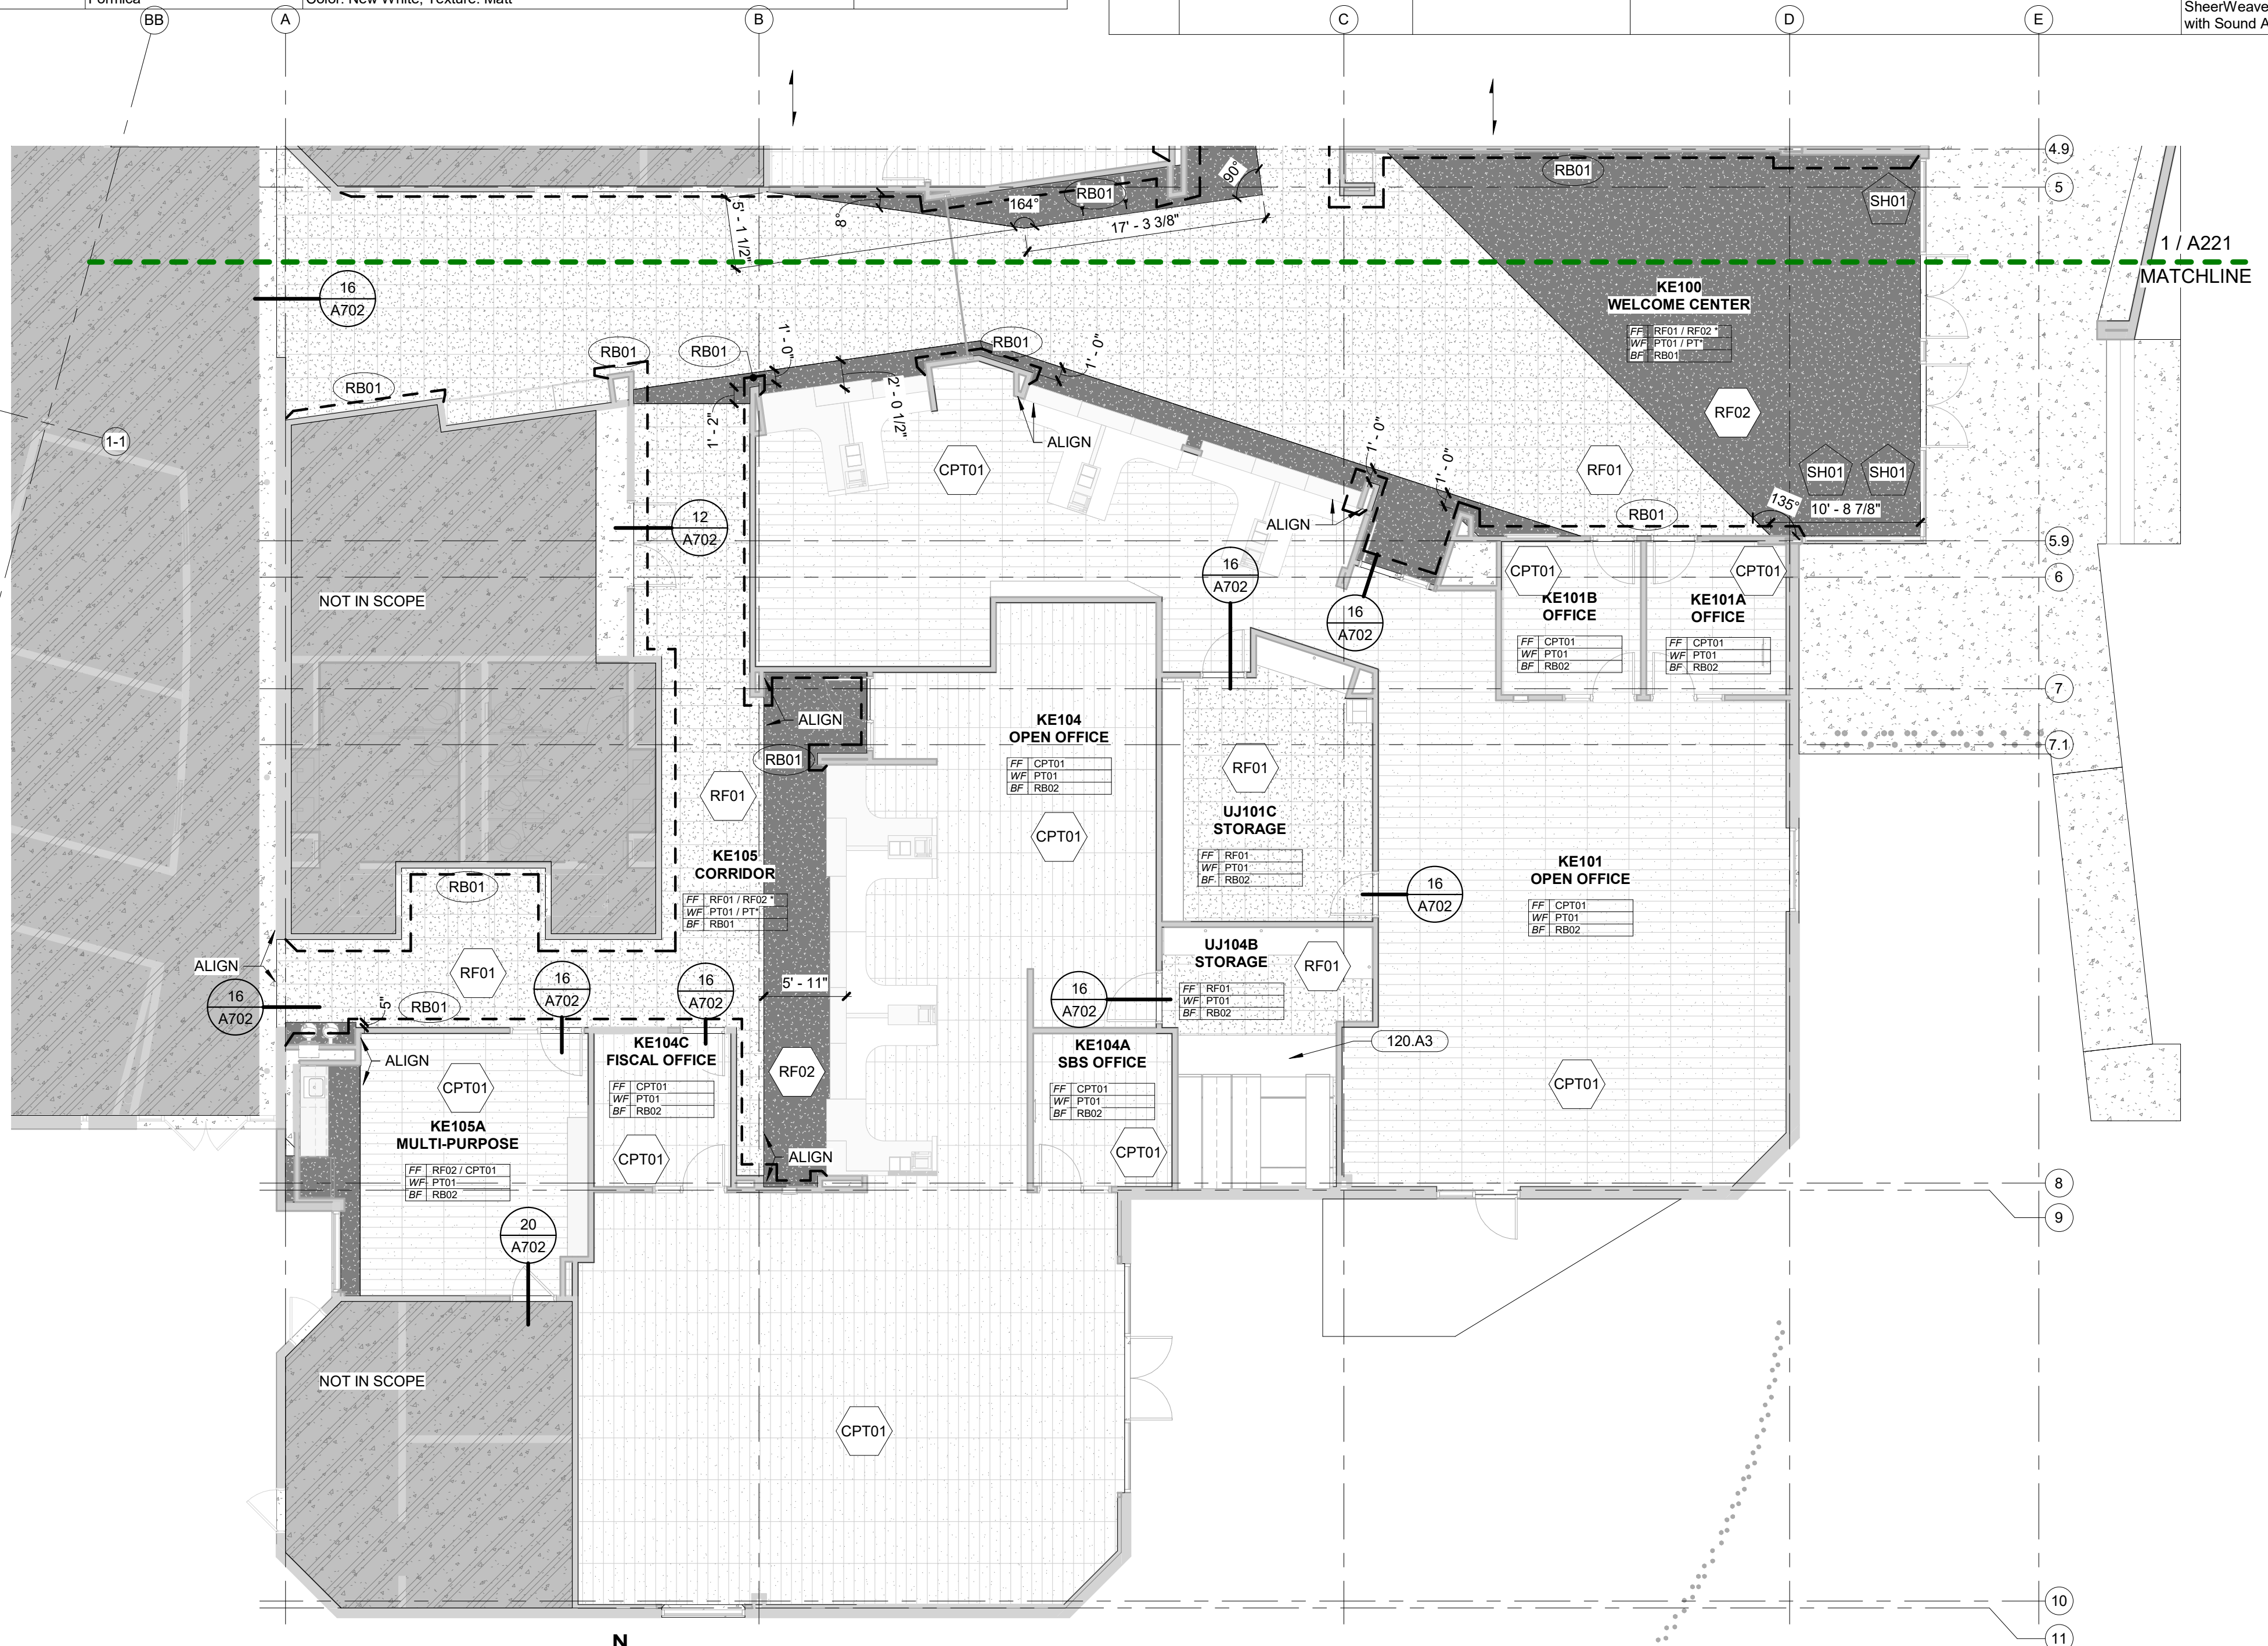 Formica
Color: New White, Texture: Matt
SheerWeave
with Sound A
BB
A
B
C
D
E
4.9
5
5.9
6
7
7.1
8
9
10
11
1-1
1 / A221
MATCHLINE
RB01
90°
164°
8°
5' - 1 1/2"
17' - 3 3/8"
RB01
SH01
KE100
WELCOME CENTER
FF RF01 / RF02 *
WF PT01 / PT*
BF RB01
RF02
SH01
SH01
135°
10' - 8 7/8"
RF01
RB01
16
A702
RB01
RB01
RB01
RB01
1' - 0"
2' - 0 1/2"
1' - 2"
1' - 0"
ALIGN
CPT01
1' - 0"
1' - 0"
ALIGN
12
A702
16
A702
16
A702
NOT IN SCOPE
CPT01
KE101B
OFFICE
FF CPT01
WF PT01
BF RB02
CPT01
KE101A
OFFICE
FF CPT01
WF PT01
BF RB02
ALIGN
RB01
KE104
OPEN OFFICE
FF CPT01
WF PT01
BF RB02
CPT01
RF01
UJ101C
STORAGE
FF RF01
WF PT01
BF RB02
RF01
KE105
CORRIDOR
FF RF01 / RF02 *
WF PT01 / PT*
BF RB01
RB01
KE101
OPEN OFFICE
FF CPT01
WF PT01
BF RB02
16
A702
UJ104B
STORAGE
FF RF01
WF PT01
BF RB02
RF01
ALIGN
16
A702
RF01
RB01
5"
16
A702
16
A702
5' - 11"
16
A702
120.A3
ALIGN
CPT01
KE105A
MULTI-PURPOSE
FF RF02 / CPT01
WF PT01
BF RB02
KE104C
FISCAL OFFICE
FF CPT01
WF PT01
BF RB02
CPT01
RF02
ALIGN
KE104A
SBS OFFICE
FF CPT01
WF PT01
BF RB02
CPT01
CPT01
20
A702
NOT IN SCOPE
CPT01
N